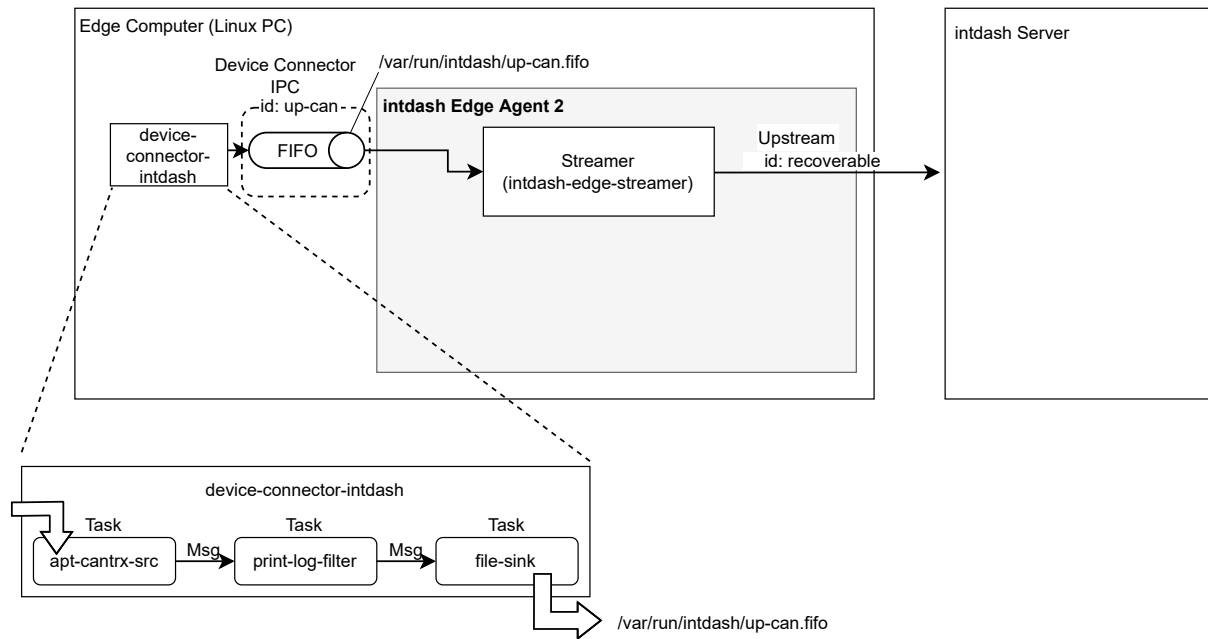 Edge Computer (Linux PC)
intdash Server
Device Connector
IPC
id: up-can
/var/run/intdash/up-can.fifo
intdash Edge Agent 2
device-
connector-
intdash
FIFO
Streamer
(intdash-edge-streamer)
Upstream
id: recoverable
device-connector-intdash
Task
Task
Task
apt-cantrx-src
Msg
print-log-filter
Msg
file-sink
/var/run/intdash/up-can.fifo